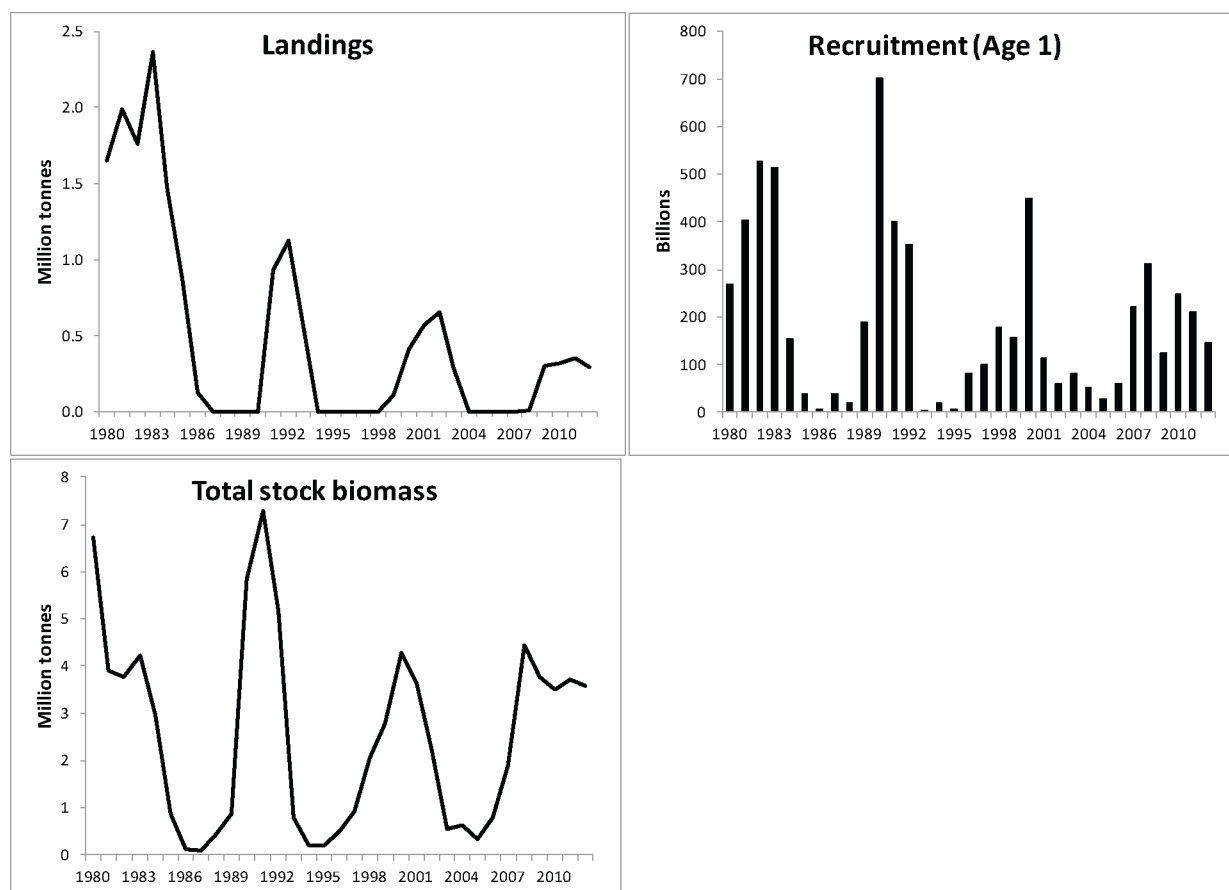 Landings
Million tonnes
2.5
2.0
1.5
1.0
0.5
0.0
1980 1983 1986 1989 1992 1995 1998 2001 2004 2007 2010
Recruitment (Age 1)
Billions
800
700
600
500
400
300
200
100
0
1980 1983 1986 1989 1992 1995 1998 2001 2004 2007 2010
Total stock biomass
Million tonnes
8
7
6
5
4
3
2
1
0
1980 1983 1986 1989 1992 1995 1998 2001 2004 2007 2010